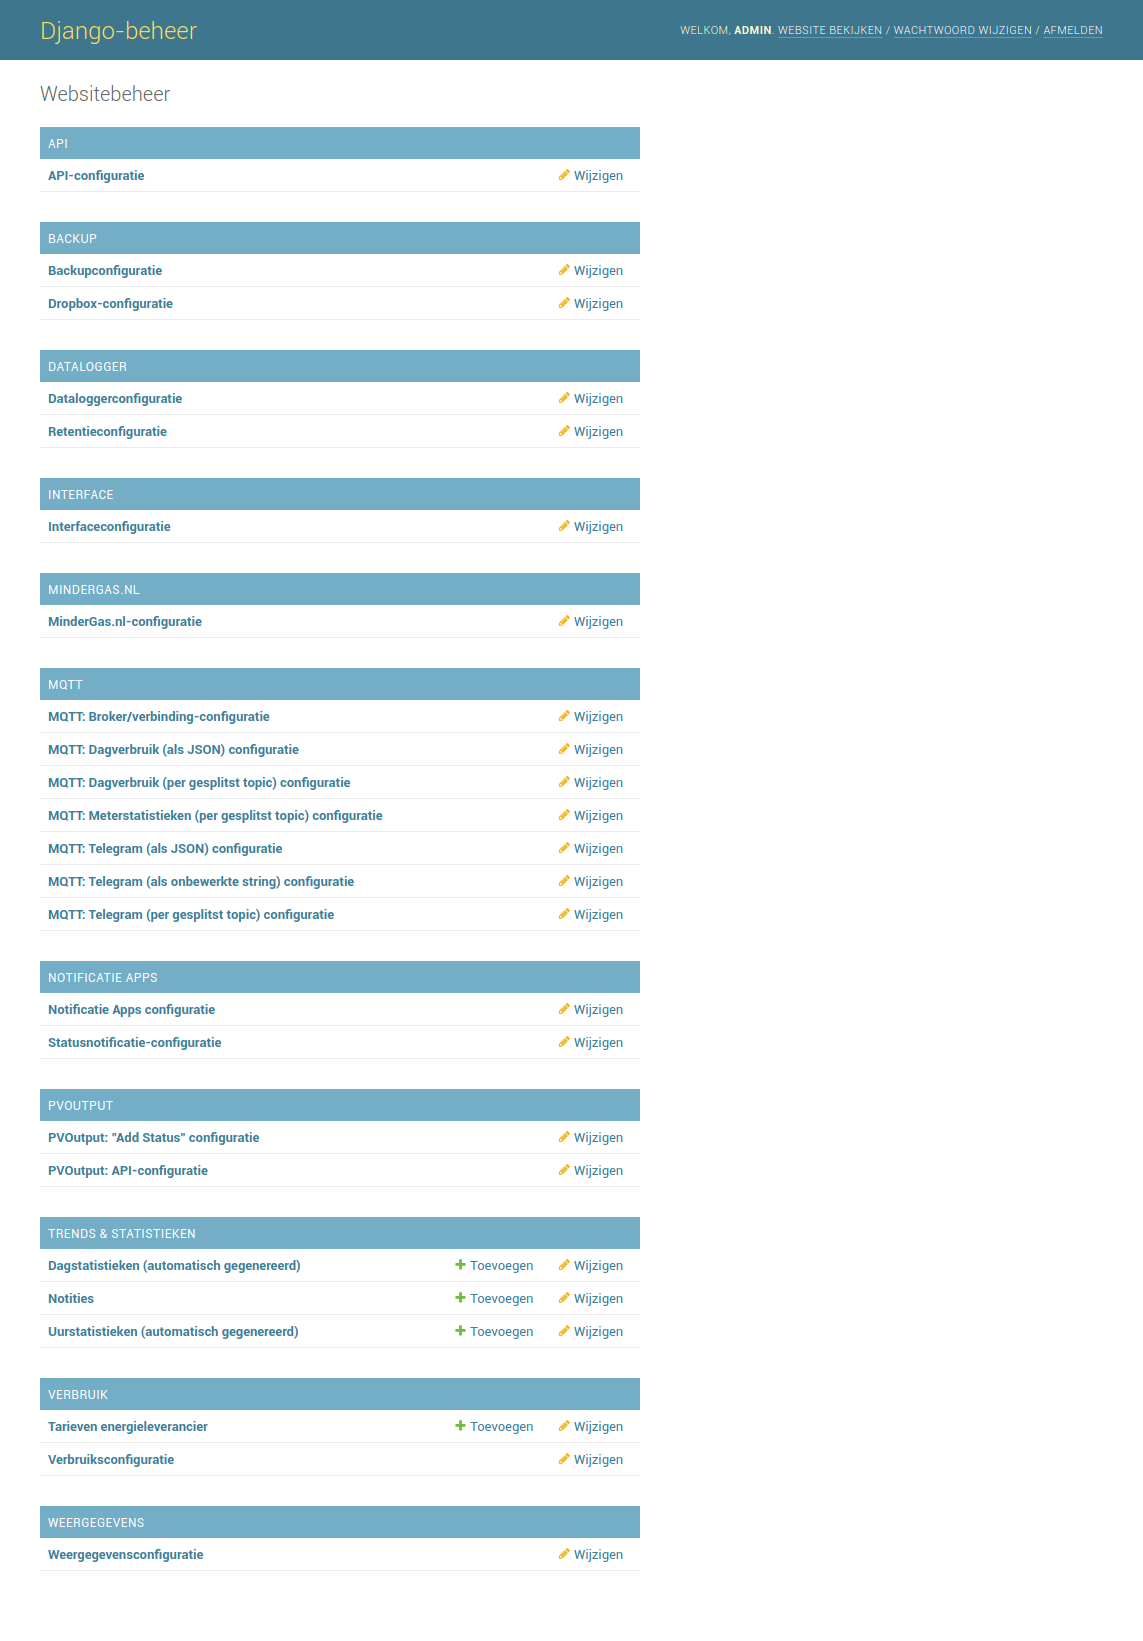 Django-beheer
WELKOM, ADMIN. WEBSITE BEKIJKEN / WACHTWOORD WIJZIGEN / AFMELDEN
Websitebeheer
API
API-configuratie Wijzigen
BACKUP
Backupconfiguratie Wijzigen
Dropbox-configuratie Wijzigen
DATALOGGER
Dataloggerconfiguratie Wijzigen
Retentieconfiguratie Wijzigen
INTERFACE
Interfaceconfiguratie Wijzigen
MINDERGAS.NL
MinderGas.nl-configuratie Wijzigen
MQTT
MQTT: Broker/verbinding-configuratie Wijzigen
MQTT: Dagverbruik (als JSON) configuratie Wijzigen
MQTT: Dagverbruik (per gesplitst topic) configuratie Wijzigen
MQTT: Meterstatistieken (per gesplitst topic) configuratie Wijzigen
MQTT: Telegram (als JSON) configuratie Wijzigen
MQTT: Telegram (als onbewerkte string) configuratie Wijzigen
MQTT: Telegram (per gesplitst topic) configuratie Wijzigen
NOTIFICATIE APPS
Notificatie Apps configuratie Wijzigen
Statusnotificatie-configuratie Wijzigen
PVOUTPUT
PVOutput: "Add Status" configuratie Wijzigen
PVOutput: API-configuratie Wijzigen
TRENDS & STATISTIEKEN
Dagstatistieken (automatisch gegenereerd) Toevoegen Wijzigen
Notities Toevoegen Wijzigen
Uurstatistieken (automatisch gegenereerd) Toevoegen Wijzigen
VERBRUIK
Tarieven energieleverancier Toevoegen Wijzigen
Verbruiksconfiguratie Wijzigen
WEERGEGEVENS
Weergegevensconfiguratie Wijzigen